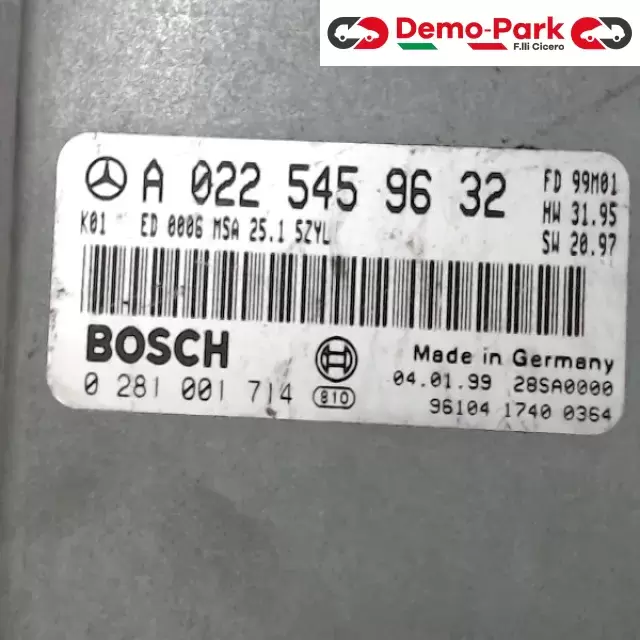 Demo-Park
F.lli Cicero
A 022 545 96 32
FD 99M01
K01 ED 0006 MSA 25.1 5ZYL
HW 31.95
SW 20.97
BOSCH
Made in Germany
0 281 001 714
810
04.01.99 28SA0000
96104 1740 0364